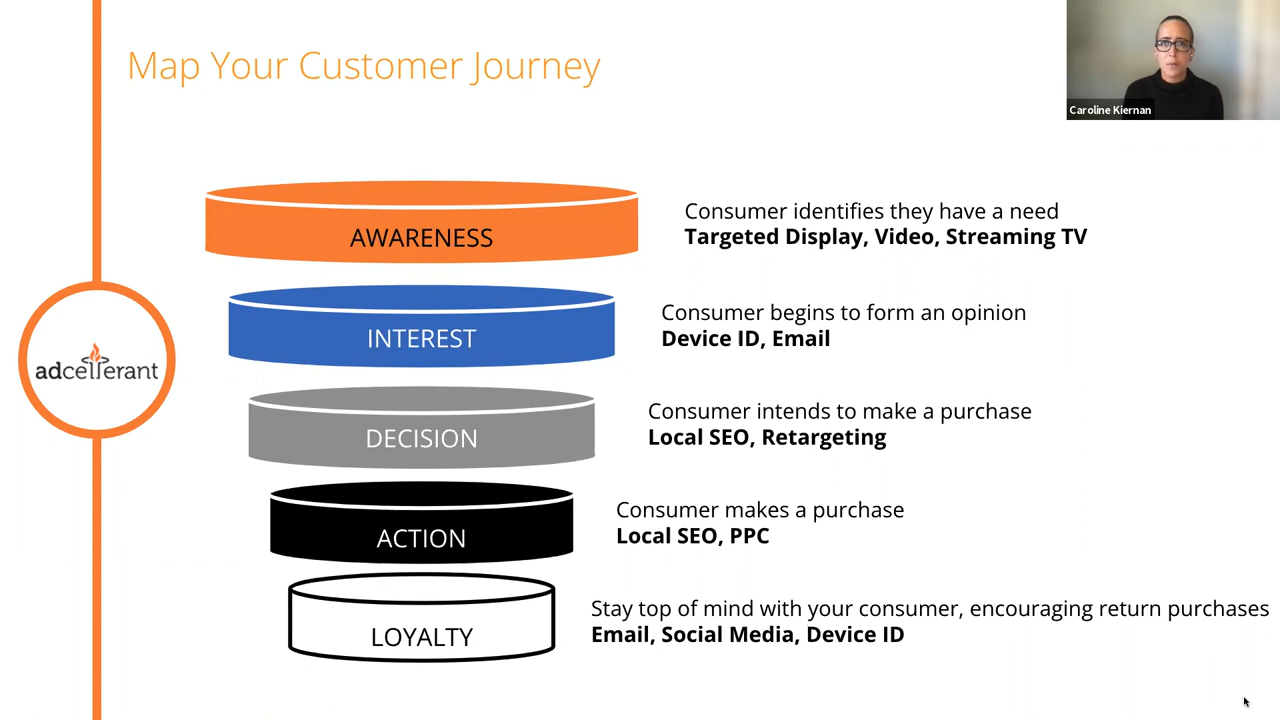 Map Your Customer Journey
Caroline Kiernan
AWARENESS
Consumer identifies they have a need
Targeted Display, Video, Streaming TV
INTEREST
Consumer begins to form an opinion
Device ID, Email
adcellerant
DECISION
Consumer intends to make a purchase
Local SEO, Retargeting
ACTION
Consumer makes a purchase
Local SEO, PPC
LOYALTY
Stay top of mind with your consumer, encouraging return purchases
Email, Social Media, Device ID